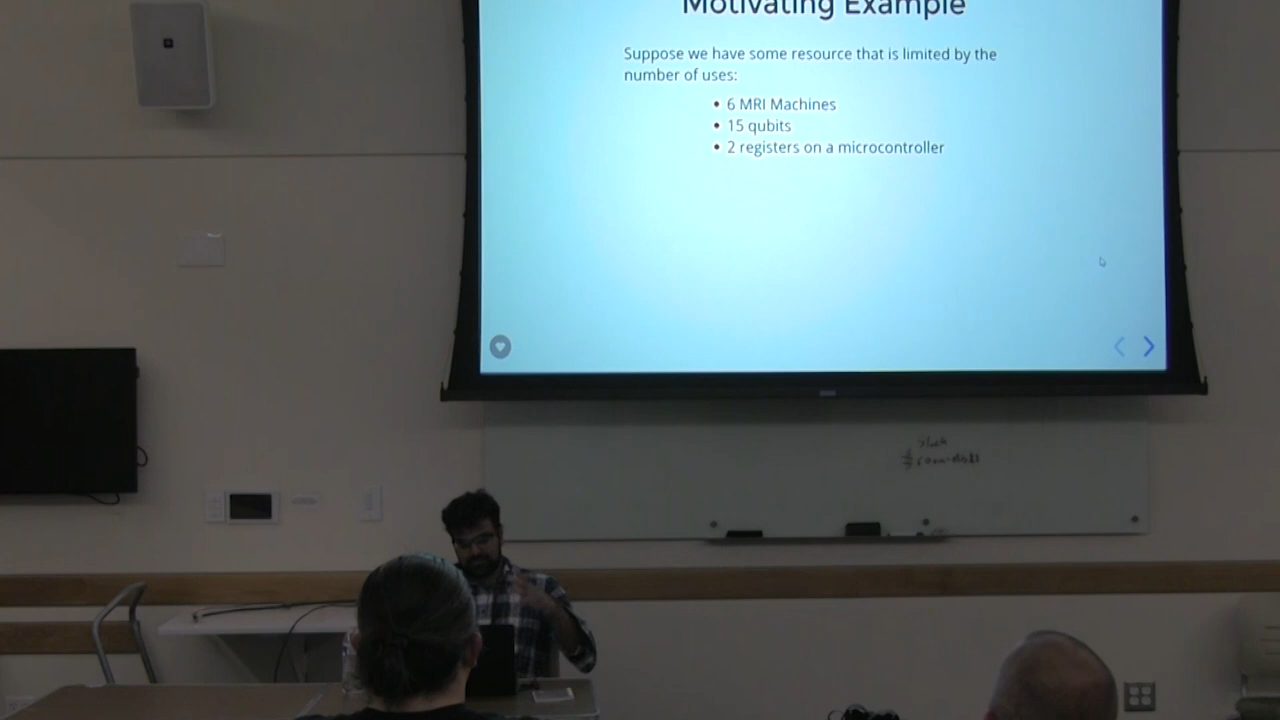 Motivating Example
Suppose we have some resource that is limited by the
number of uses:
• 6 MRI Machines
• 15 qubits
• 2 registers on a microcontroller